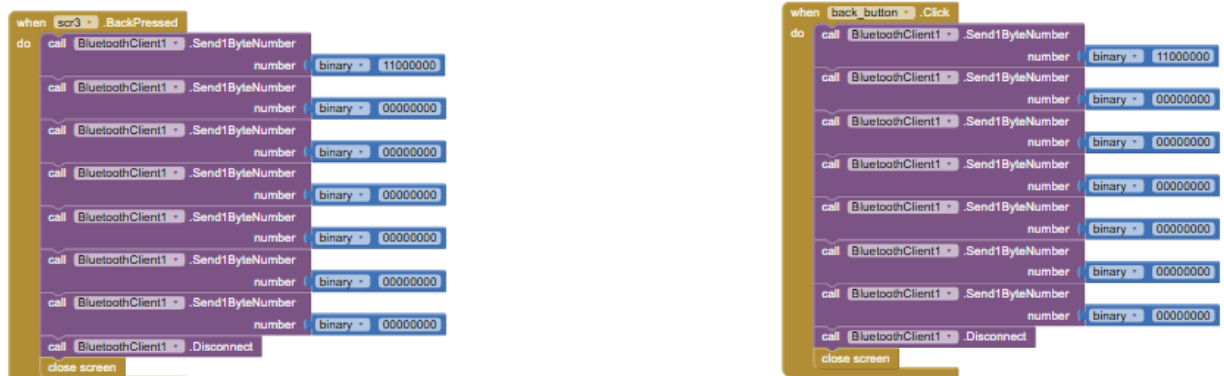 when scr3 .BackPressed
do call BluetoothClient1 .Send1ByteNumber
number binary 11000000
call BluetoothClient1 .Send1ByteNumber
number binary 00000000
call BluetoothClient1 .Send1ByteNumber
number binary 00000000
call BluetoothClient1 .Send1ByteNumber
number binary 00000000
call BluetoothClient1 .Send1ByteNumber
number binary 00000000
call BluetoothClient1 .Send1ByteNumber
number binary 00000000
call BluetoothClient1 .Send1ByteNumber
number binary 00000000
call BluetoothClient1 .Disconnect
close screen
when back_button .Click
do call BluetoothClient1 .Send1ByteNumber
number binary 11000000
call BluetoothClient1 .Send1ByteNumber
number binary 00000000
call BluetoothClient1 .Send1ByteNumber
number binary 00000000
call BluetoothClient1 .Send1ByteNumber
number binary 00000000
call BluetoothClient1 .Send1ByteNumber
number binary 00000000
call BluetoothClient1 .Send1ByteNumber
number binary 00000000
call BluetoothClient1 .Send1ByteNumber
number binary 00000000
call BluetoothClient1 .Disconnect
close screen